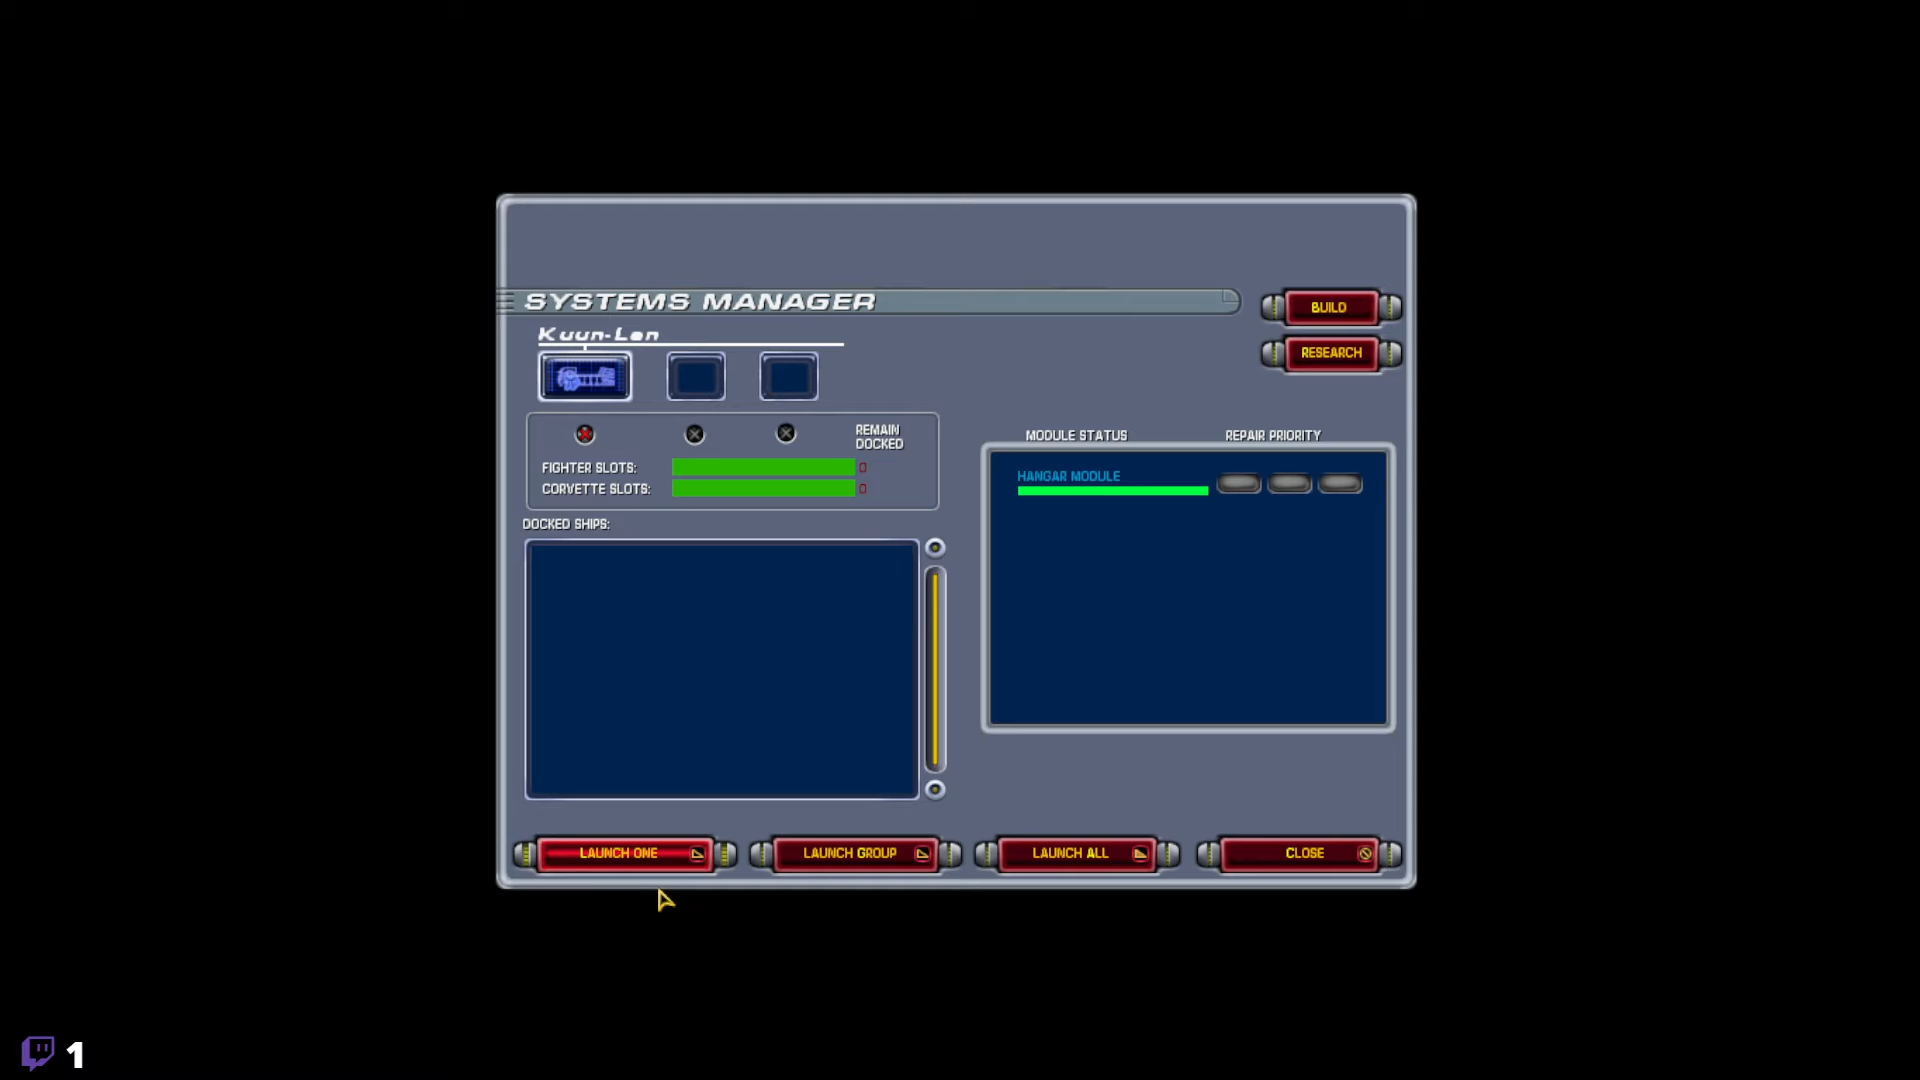 SYSTEMS MANAGER
BUILD
Kuun-Lan
RESEARCH
REMAIN
DOCKED
MODULE STATUS
REPAIR PRIORITY
FIGHTER SLOTS:
0
CORVETTE SLOTS:
0
HANGAR MODULE
DOCKED SHIPS:
LAUNCH ONE
LAUNCH GROUP
LAUNCH ALL
CLOSE
1